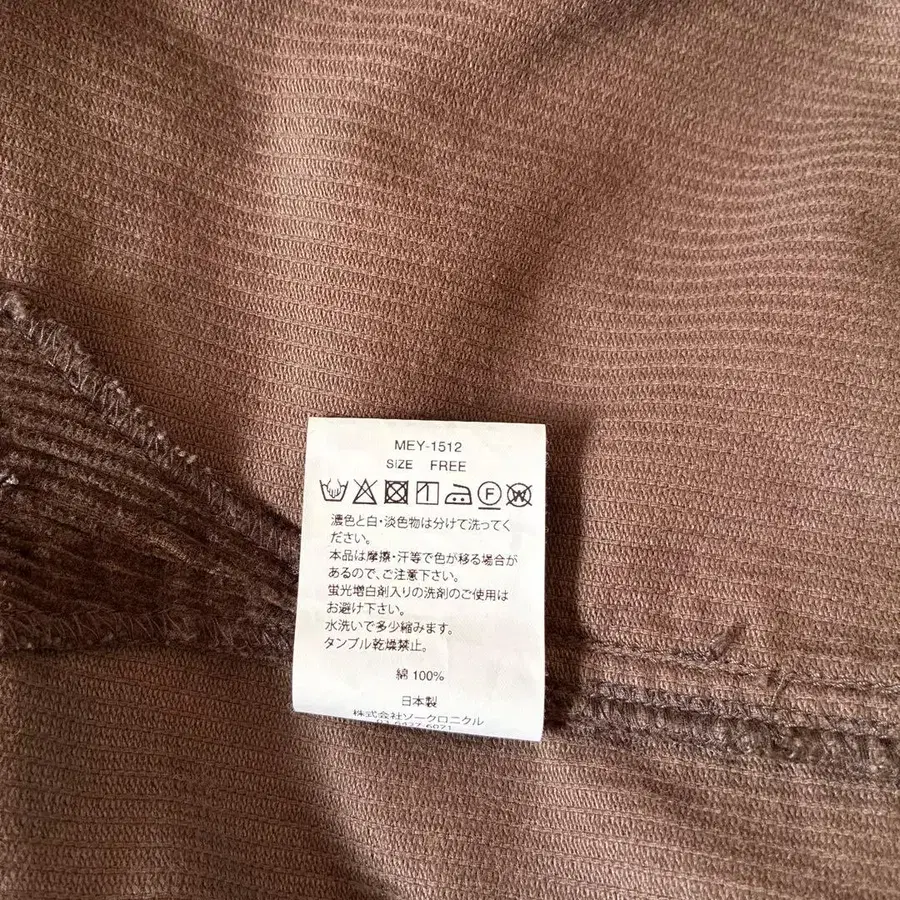 MEY-1512
SIZE FREE
濃色と白・淡色物は分けて洗ってく
ださい。
本品は摩擦・汗等で色が移る場合が
あるので、ご注意下さい。
蛍光増白剤入りの洗剤のご使用は
お避け下さい。
水洗いで多少縮みます。
タンブル乾燥禁止。
綿 100%
日本製
株式会社ソークロニクル